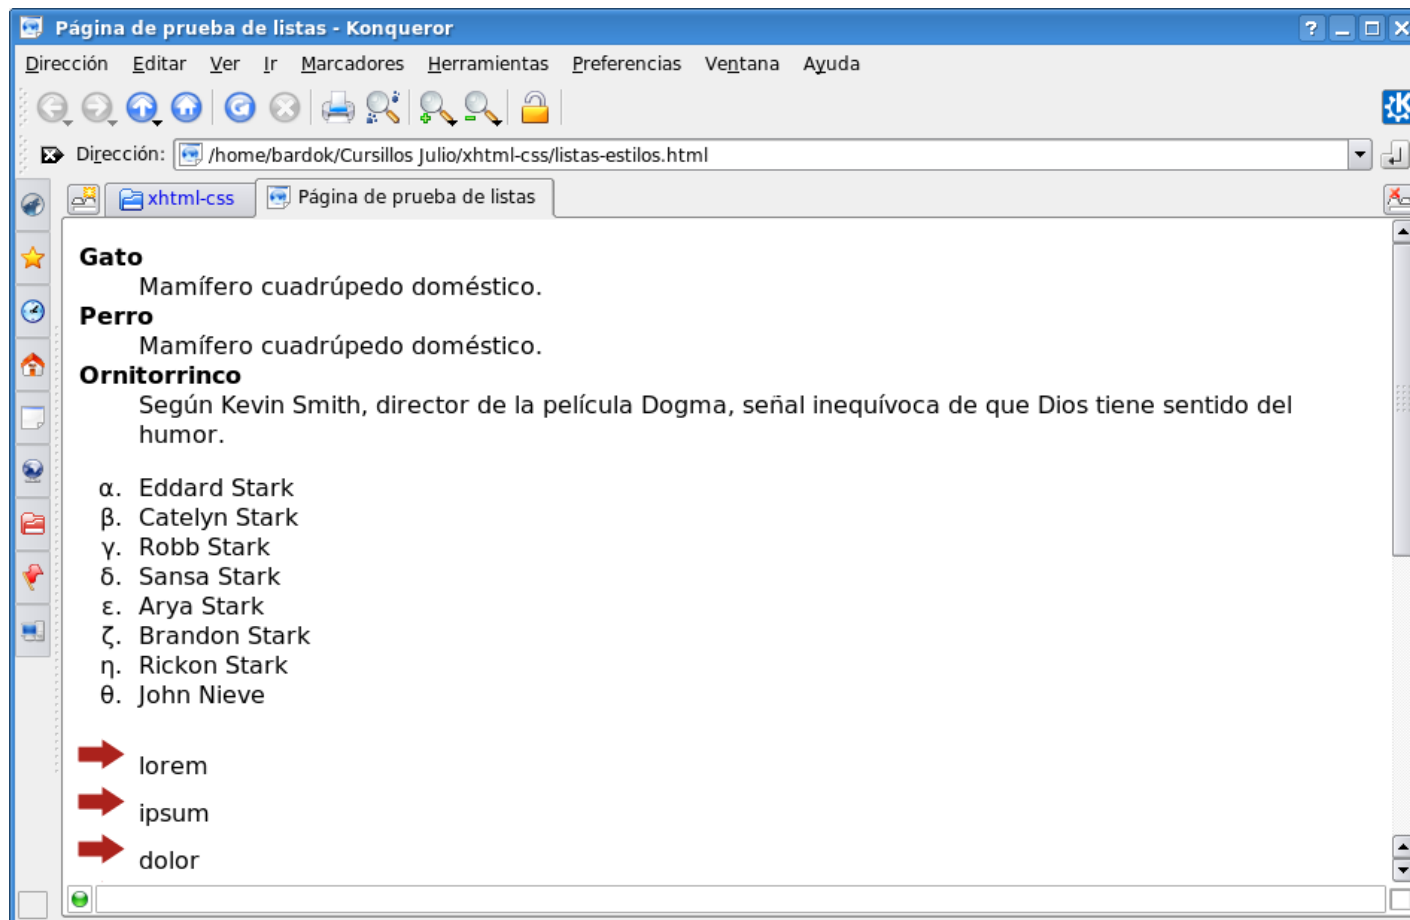 Página de prueba de listas - Konqueror
Dirección Editar Ver Ir Marcadores Herramientas Preferencias Ventana Ayuda
Dirección: /home/bardok/Cursillos Julio/xhtml-css/listas-estilos.html
xhtml-css Página de prueba de listas
Gato
Mamífero cuadrúpedo doméstico.
Perro
Mamífero cuadrúpedo doméstico.
Ornitorrinco
Según Kevin Smith, director de la película Dogma, señal inequívoca de que Dios tiene sentido del
humor.
α. Eddard Stark
β. Catelyn Stark
γ. Robb Stark
δ. Sansa Stark
ε. Arya Stark
ζ. Brandon Stark
η. Rickon Stark
θ. John Nieve
lorem
ipsum
dolor